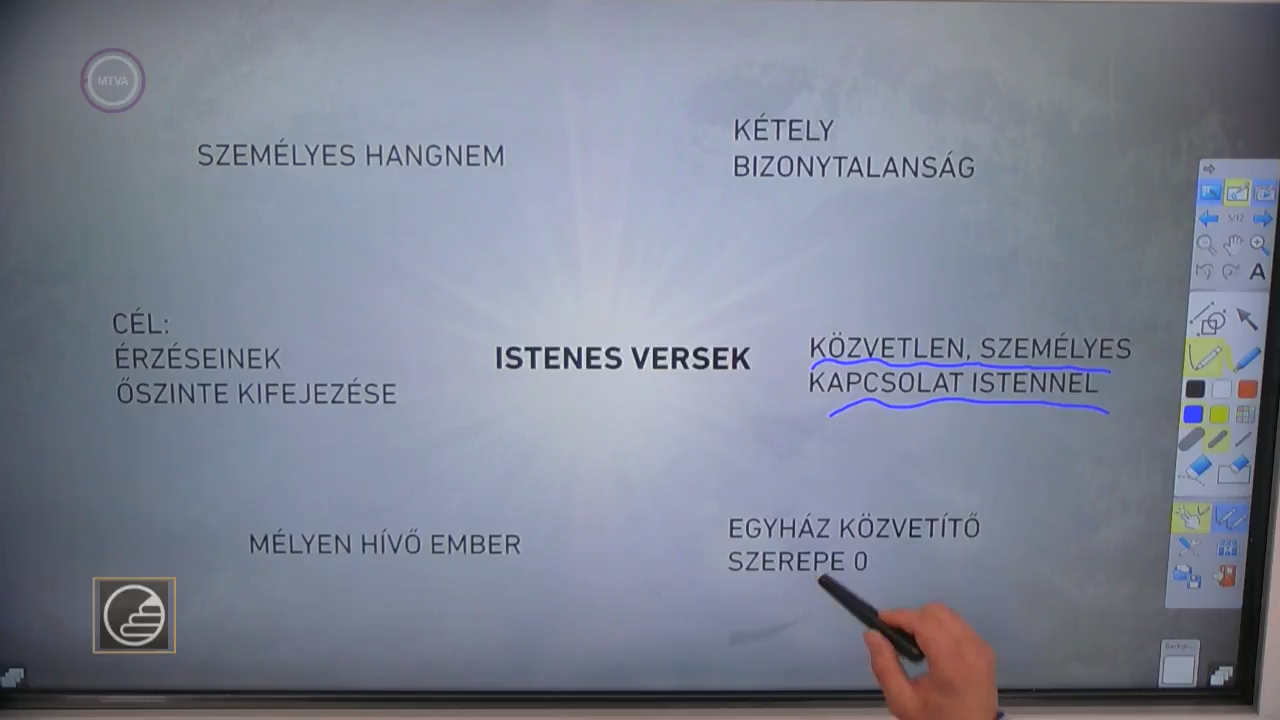 MTVA
SZEMÉLYES HANGNEM
KÉTELY
BIZONYTALANSÁG
CÉL:
ÉRZÉSEINEK
ŐSZINTE KIFEJEZÉSE
ISTENES VERSEK
KÖZVETLEN, SZEMÉLYES
KAPCSOLAT ISTENNEL
MÉLYEN HÍVŐ EMBER
EGYHÁZ KÖZVETÍTŐ
SZEREPE 0
A